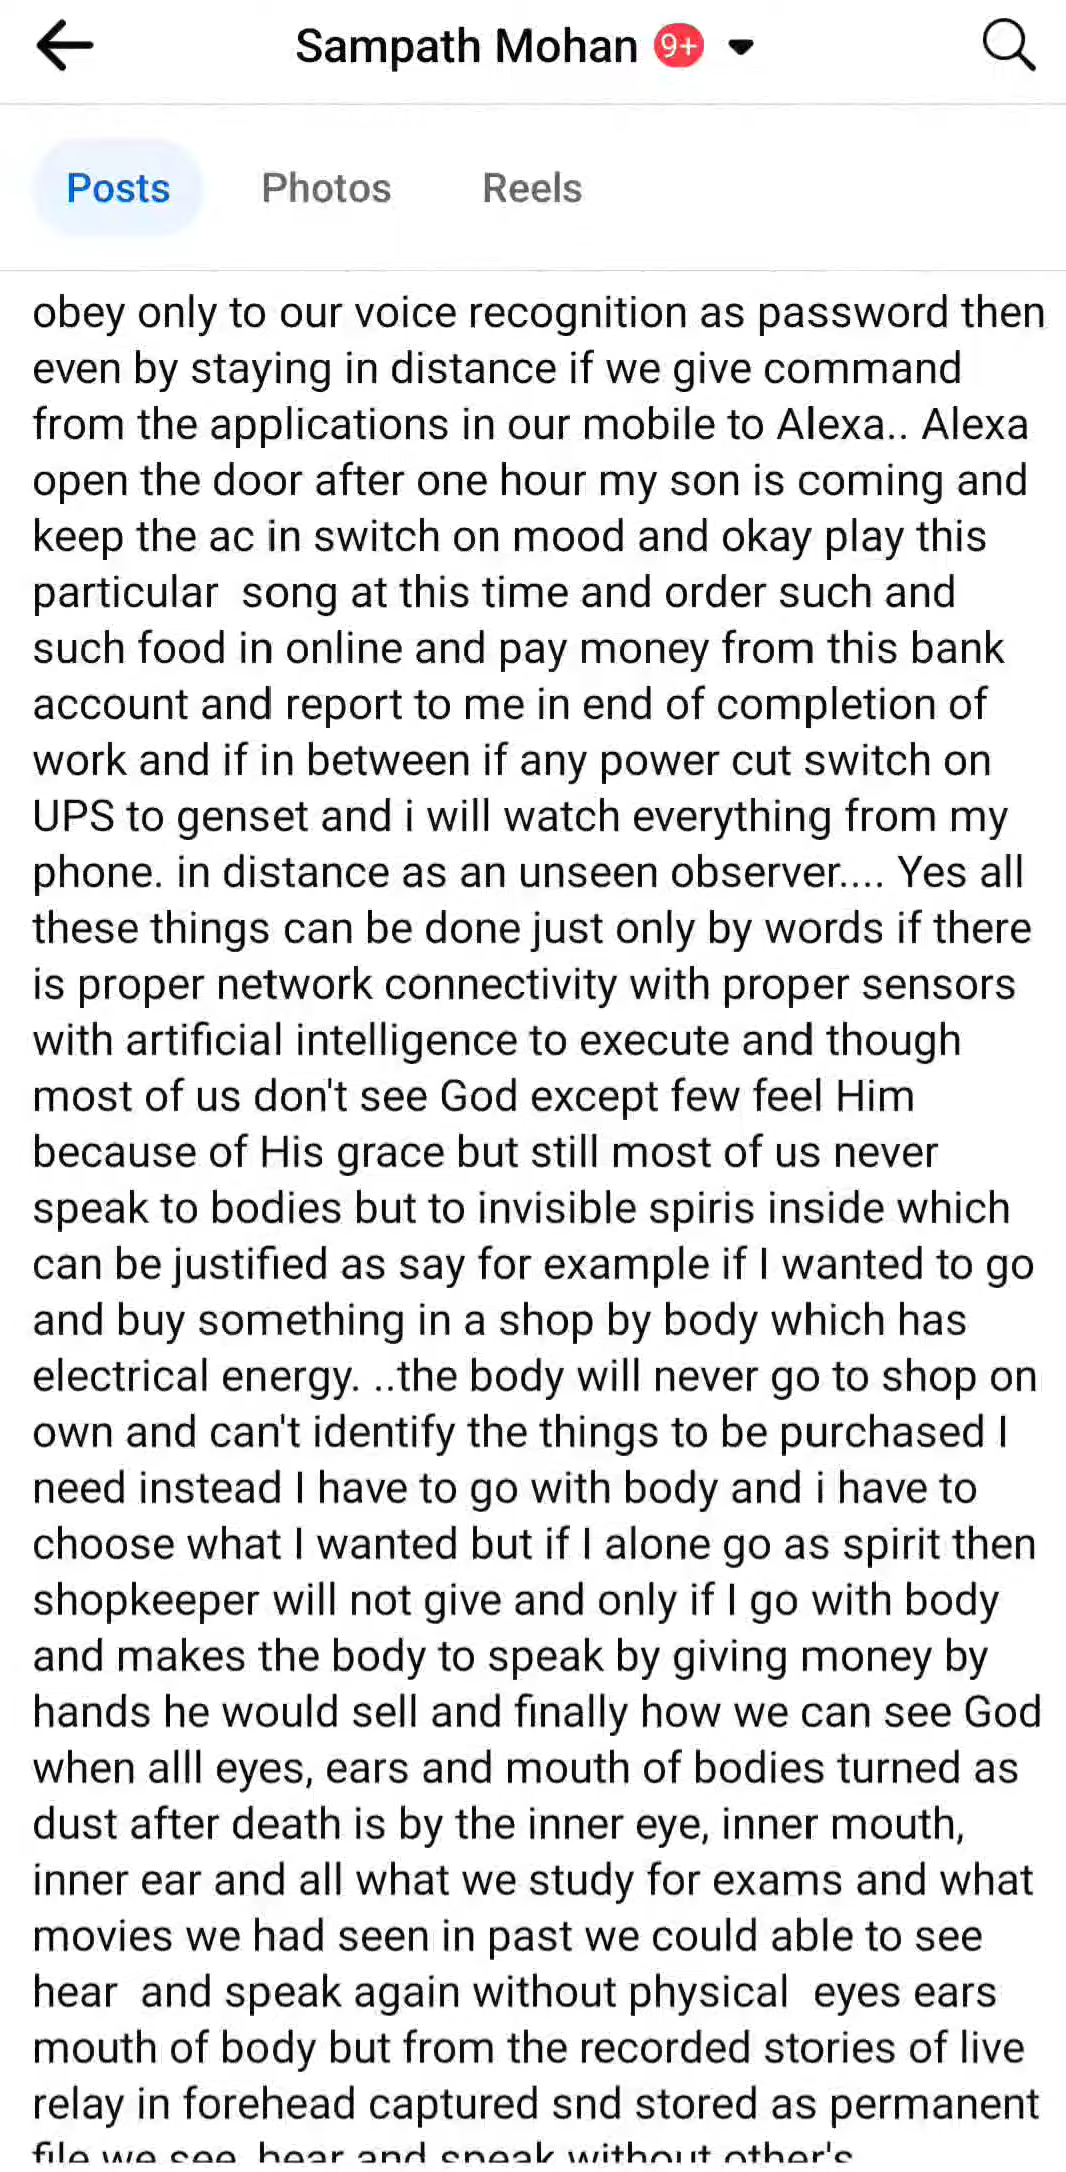 Sampath Mohan 9+
Posts Photos Reels
obey only to our voice recognition as password then
even by staying in distance if we give command
from the applications in our mobile to Alexa.. Alexa
open the door after one hour my son is coming and
keep the ac in switch on mood and okay play this
particular  song at this time and order such and
such food in online and pay money from this bank
account and report to me in end of completion of
work and if in between if any power cut switch on
UPS to genset and i will watch everything from my
phone. in distance as an unseen observer.... Yes all
these things can be done just only by words if there
is proper network connectivity with proper sensors
with artificial intelligence to execute and though
most of us don't see God except few feel Him
because of His grace but still most of us never
speak to bodies but to invisible spiris inside which
can be justified as say for example if I wanted to go
and buy something in a shop by body which has
electrical energy. ..the body will never go to shop on
own and can't identify the things to be purchased I
need instead I have to go with body and i have to
choose what I wanted but if I alone go as spirit then
shopkeeper will not give and only if I go with body
and makes the body to speak by giving money by
hands he would sell and finally how we can see God
when alll eyes, ears and mouth of bodies turned as
dust after death is by the inner eye, inner mouth,
inner ear and all what we study for exams and what
movies we had seen in past we could able to see
hear  and speak again without physical  eyes ears
mouth of body but from the recorded stories of live
relay in forehead captured snd stored as permanent
file we see  hear and speak without other's